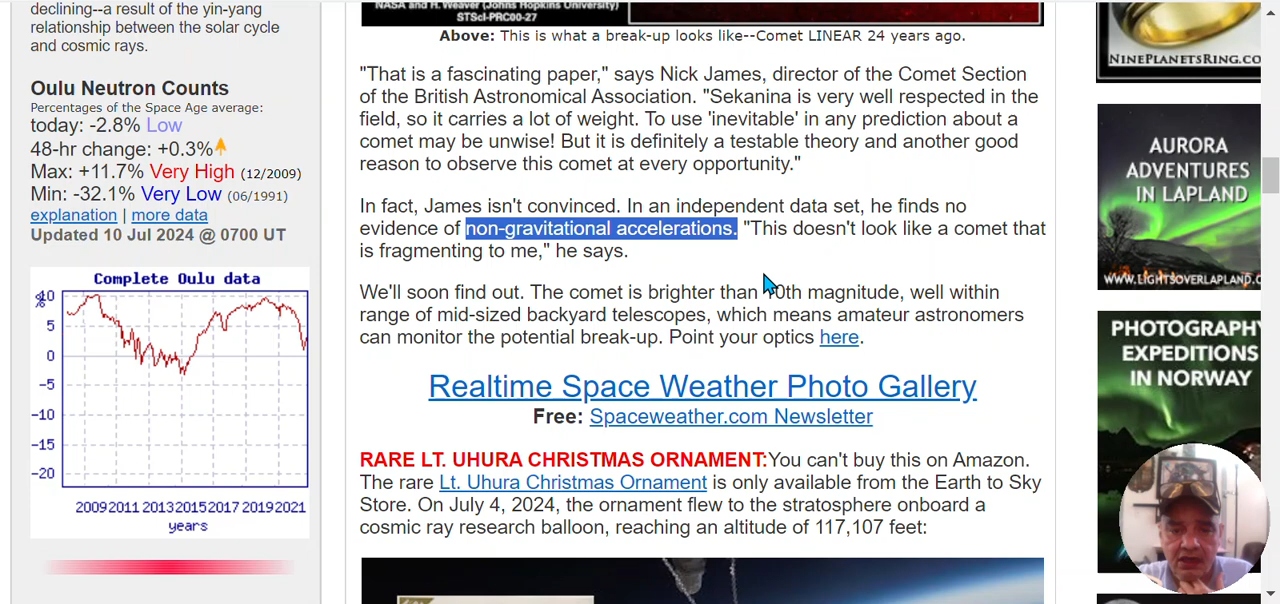 declining--a result of the yin-yang
relationship between the solar cycle
and cosmic rays.
Oulu Neutron Counts
Percentages of the Space Age average:
today: -2.8% Low
48-hr change: +0.3%
Max: +11.7% Very High (12/2009)
Min: -32.1% Very Low (06/1991)
explanation | more data
Updated 10 Jul 2024 @ 0700 UT
Complete Oulu data
%
10
5
0
-5
-10
-15
-20
2009 2011 2013 2015 2017 2019 2021
years
NASA and H. Weaver (Johns Hopkins University)
STScI-PRC00-27
Above: This is what a break-up looks like--Comet LINEAR 24 years ago.
"That is a fascinating paper," says Nick James, director of the Comet Section
of the British Astronomical Association. "Sekanina is very well respected in the
field, so it carries a lot of weight. To use 'inevitable' in any prediction about a
comet may be unwise! But it is definitely a testable theory and another good
reason to observe this comet at every opportunity."
In fact, James isn't convinced. In an independent data set, he finds no
evidence of non-gravitational accelerations. "This doesn't look like a comet that
is fragmenting to me," he says.
We'll soon find out. The comet is brighter than 10th magnitude, well within
range of mid-sized backyard telescopes, which means amateur astronomers
can monitor the potential break-up. Point your optics here.
Realtime Space Weather Photo Gallery
Free: Spaceweather.com Newsletter
RARE LT. UHURA CHRISTMAS ORNAMENT:You can't buy this on Amazon.
The rare Lt. Uhura Christmas Ornament is only available from the Earth to Sky
Store. On July 4, 2024, the ornament flew to the stratosphere onboard a
cosmic ray research balloon, reaching an altitude of 117,107 feet:
NINEPLANETSRING.CO
AURORA
ADVENTURES
IN LAPLAND
WWW.LIGHTSOVERLAPLAND.C
PHOTOGRAPHY
EXPEDITIONS
IN NORWAY